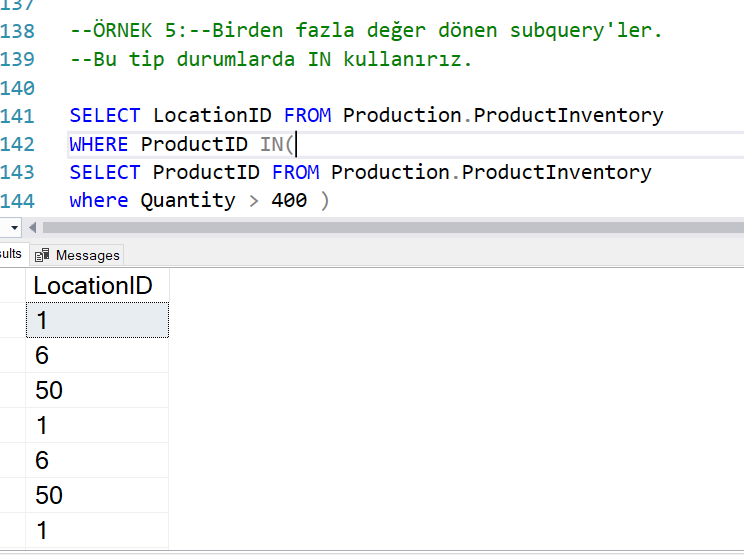 137
138 --ÖRNEK 5:--Birden fazla değer dönen subquery'ler.
139 --Bu tip durumlarda IN kullanırız.
140
141 SELECT LocationID FROM Production.ProductInventory
142 WHERE ProductID IN(
143 SELECT ProductID FROM Production.ProductInventory
144 where Quantity > 400 )
ults Messages
LocationID
1
6
50
1
6
50
1